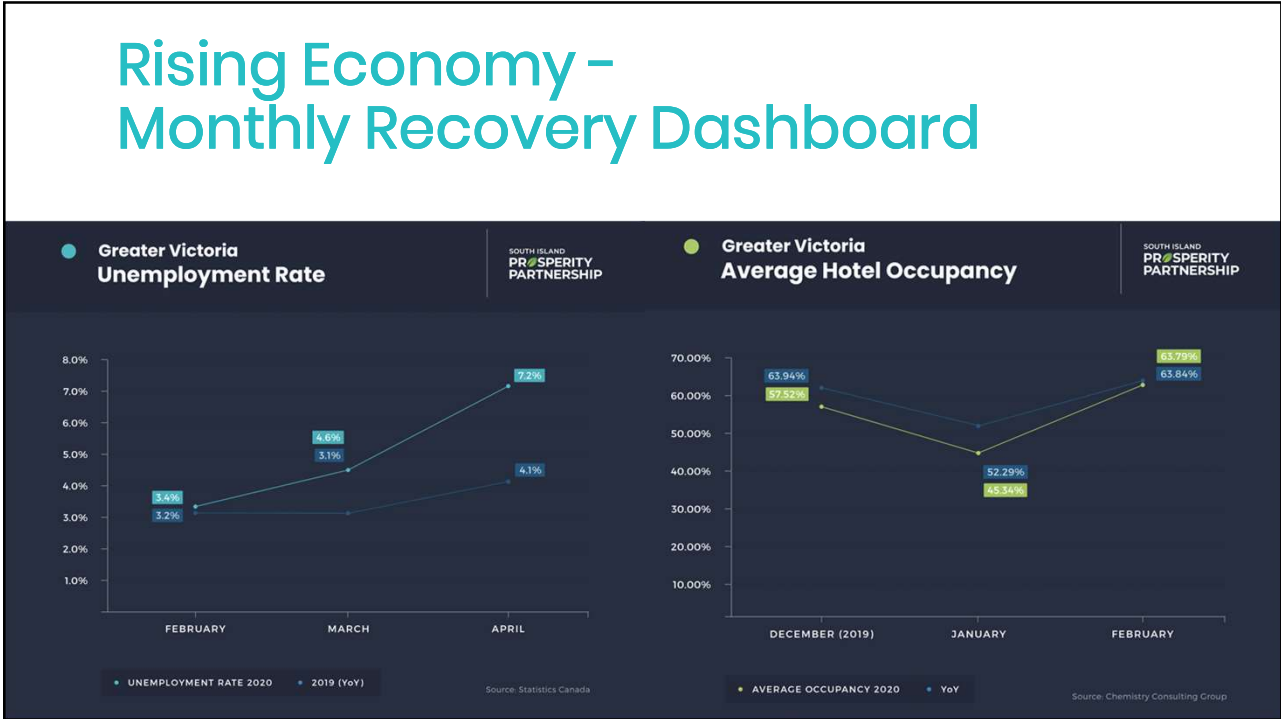 Rising Economy -
Monthly Recovery Dashboard
Greater Victoria
Unemployment Rate
SOUTH ISLAND
PROSPERITY
PARTNERSHIP
8.0%
7.0%
6.0%
5.0%
4.0%
3.0%
2.0%
1.0%
3.4%
3.2%
4.6%
3.1%
7.2%
4.1%
FEBRUARY MARCH APRIL
UNEMPLOYMENT RATE 2020 2019 (YoY)
Source: Statistics Canada
Greater Victoria
Average Hotel Occupancy
SOUTH ISLAND
PROSPERITY
PARTNERSHIP
70.00%
60.00%
50.00%
40.00%
30.00%
20.00%
10.00%
63.94%
57.52%
52.29%
45.34%
63.79%
63.84%
DECEMBER (2019) JANUARY FEBRUARY
AVERAGE OCCUPANCY 2020 YoY
Source: Chemistry Consulting Group